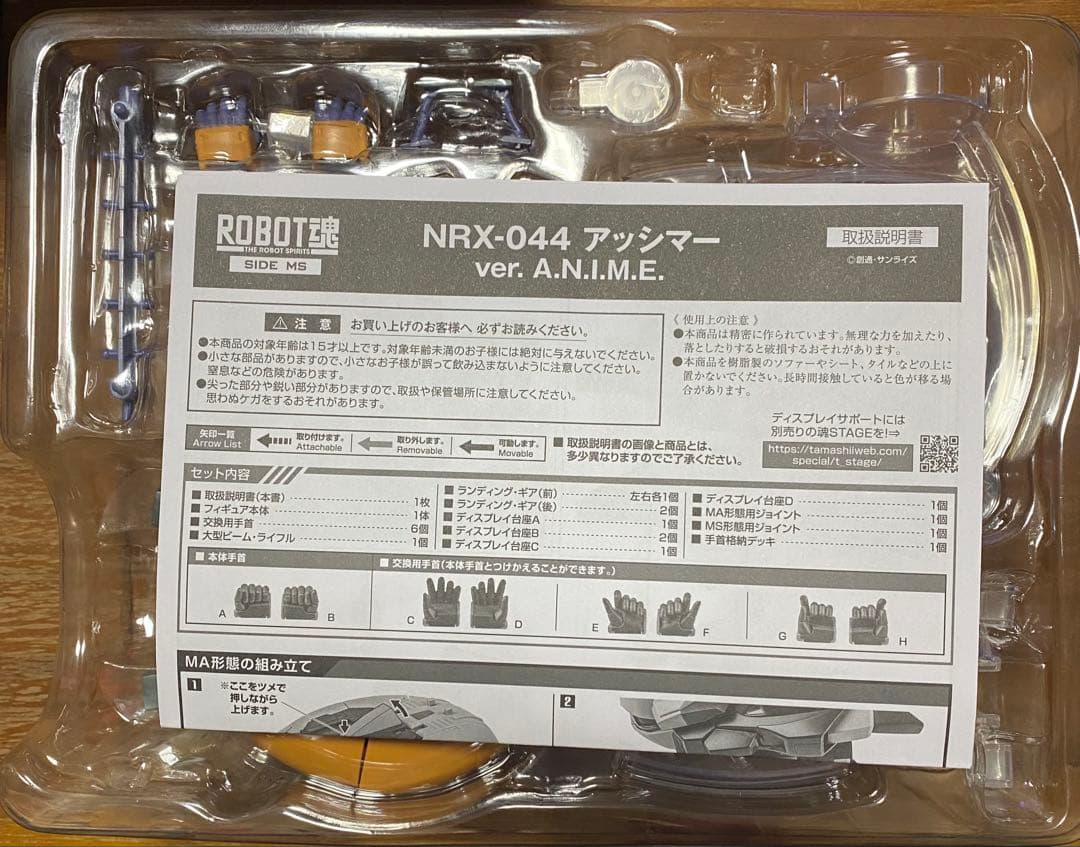 ROBOT魂
THE ROBOT SPIRITS
SIDE MS
NRX-044 アッシマー
ver. A.N.I.M.E.
取扱説明書
©創通・サンライズ
⚠ 注 意 お買い上げのお客様へ 必ずお読みください。
●本商品の対象年齢は15才以上です。対象年齢未満のお子様には絶対に与えないでください。
●小さな部品がありますので、小さなお子様が誤って飲み込まないように注意してください。
窒息などの危険があります。
●尖った部分や鋭い部分がありますので、取扱や保管場所に注意してください。
思わぬケガをするおそれがあります。
《 使用上の注意 》
●本商品は精密に作られています。無理な力を加えたり、
落としたりすると破損するおそれがあります。
●本商品を樹脂製のソファーやシート、タイルなどの上に
置かないでください。長時間接触していると色が移る場
合があります。
ディスプレイサポートには
別売りの魂STAGEを!⇒
https://tamashiiweb.com/
special/t_stage/
矢印一覧
Arrow List
取り付けます。
Attachable
取り外します。
Removable
可動します。
Movable
■ 取扱説明書の画像と商品とは、
多少異なりますのでご了承ください。
セット内容
■ 取扱説明書(本書) 1枚
■ フィギュア本体 1体
■ 交換用手首 6個
■ 大型ビーム・ライフル 1個
■ ランディング・ギア(前) 左右各1個
■ ランディング・ギア(後) 2個
■ ディスプレイ台座A 1個
■ ディスプレイ台座B 2個
■ ディスプレイ台座C 1個
■ ディスプレイ台座D 1個
■ MA形態用ジョイント 1個
■ MS形態用ジョイント 1個
■ 手首格納デッキ 1個
■ 本体手首
■ 交換用手首(本体手首とつけかえることができます。)
A B C D E F G H
MA形態の組み立て
1
※ここをツメで
押しながら
上げます。
2